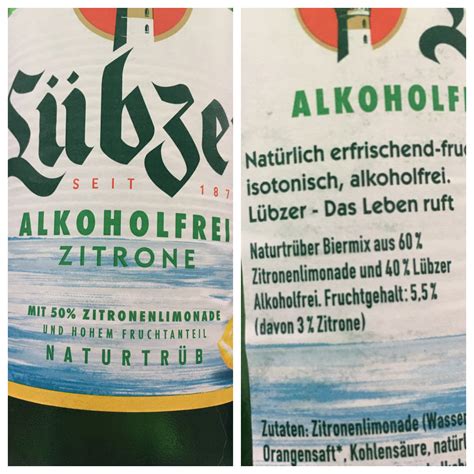 Lübze
SEIT 187
ALKOHOLFREI
ZITRONE
MIT 50% ZITRONENLIMONADE
UND HOHEM FRUCHTANTEIL
NATURTRÜB
ALKOHOLF
Natürlich erfrischend-fruc
isotonisch, alkoholfrei.
Lübzer - Das Leben ruft
Naturtrüber Biermix aus 60%
Zitronenlimonade und 40% Lübzer
Alkoholfrei. Fruchtgehalt: 5,5%
(davon 3% Zitrone)
Zutaten: Zitronenlimonade (Wasser
Orangensaft*, Kohlensäure, natürl